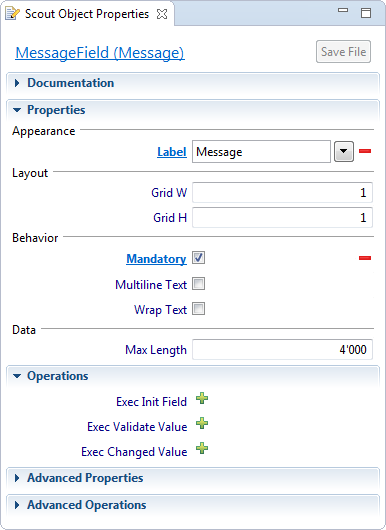 Scout Object Properties
MessageField (Message)
Save File
Documentation
Properties
Appearance
Label Message
Layout
Grid W 1
Grid H 1
Behavior
Mandatory
Multiline Text
Wrap Text
Data
Max Length 4'000
Operations
Exec Init Field
Exec Validate Value
Exec Changed Value
Advanced Properties
Advanced Operations